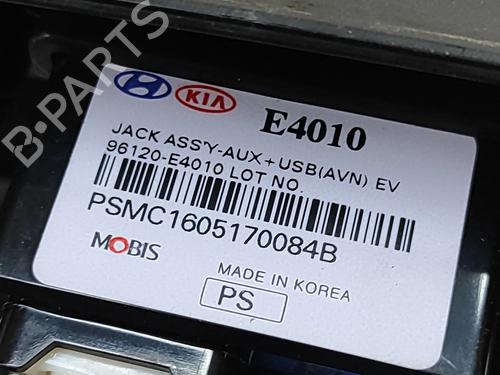 B-PARTS
KIA E4010
JACK ASS'Y-AUX+USB(AVN) EV
96120-E4010 LOT NO.
PSMC1605170084B
MOBIS
MADE IN KOREA
PS